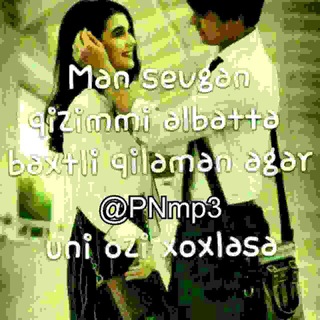 Man sevgan
qizimmi albatta
baxtli qilaman agar
@PNmp3
uni ozi xoxlasa